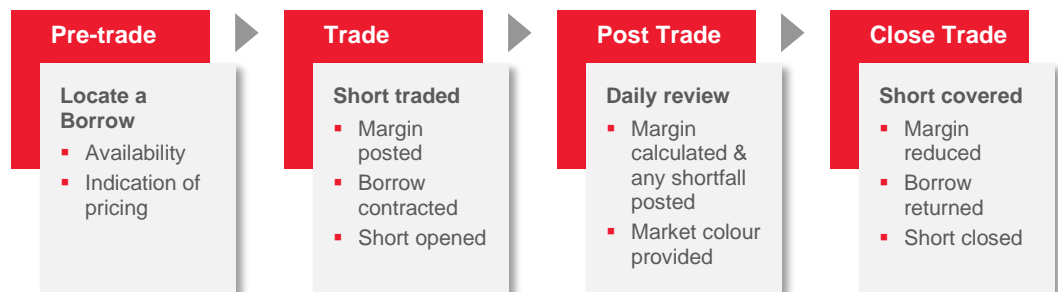 Pre-trade
Locate a
Borrow
▪ Availability
▪ Indication of
pricing
Trade
Short traded
▪ Margin
posted
▪ Borrow
contracted
▪ Short opened
Post Trade
Daily review
▪ Margin
calculated &
any shortfall
posted
▪ Market colour
provided
Close Trade
Short covered
▪ Margin
reduced
▪ Borrow
returned
▪ Short closed